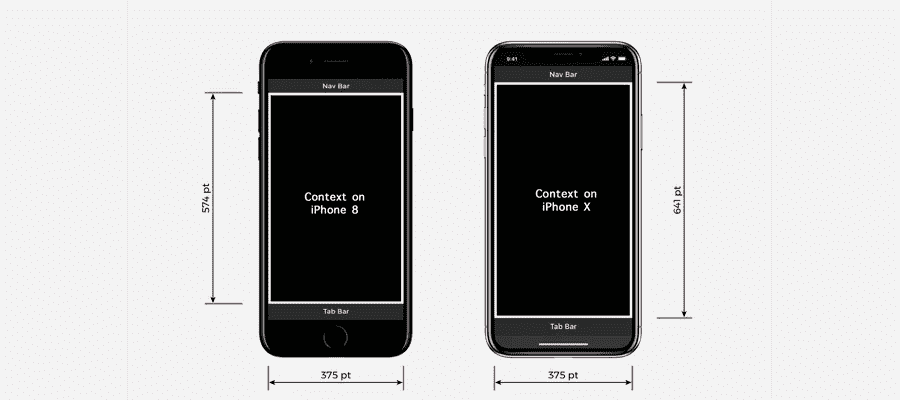 Nav Bar
574 pt
Context on
iPhone 8
Tab Bar
375 pt
9:41
Nav Bar
Context on
iPhone X
641 pt
Tab Bar
375 pt